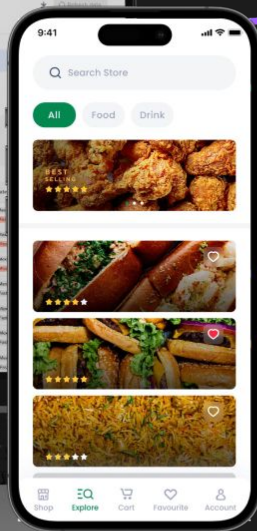 9:41
Search Store
All Food Drink
BEST
SELLING
Shop Explore Cart Favourite Account